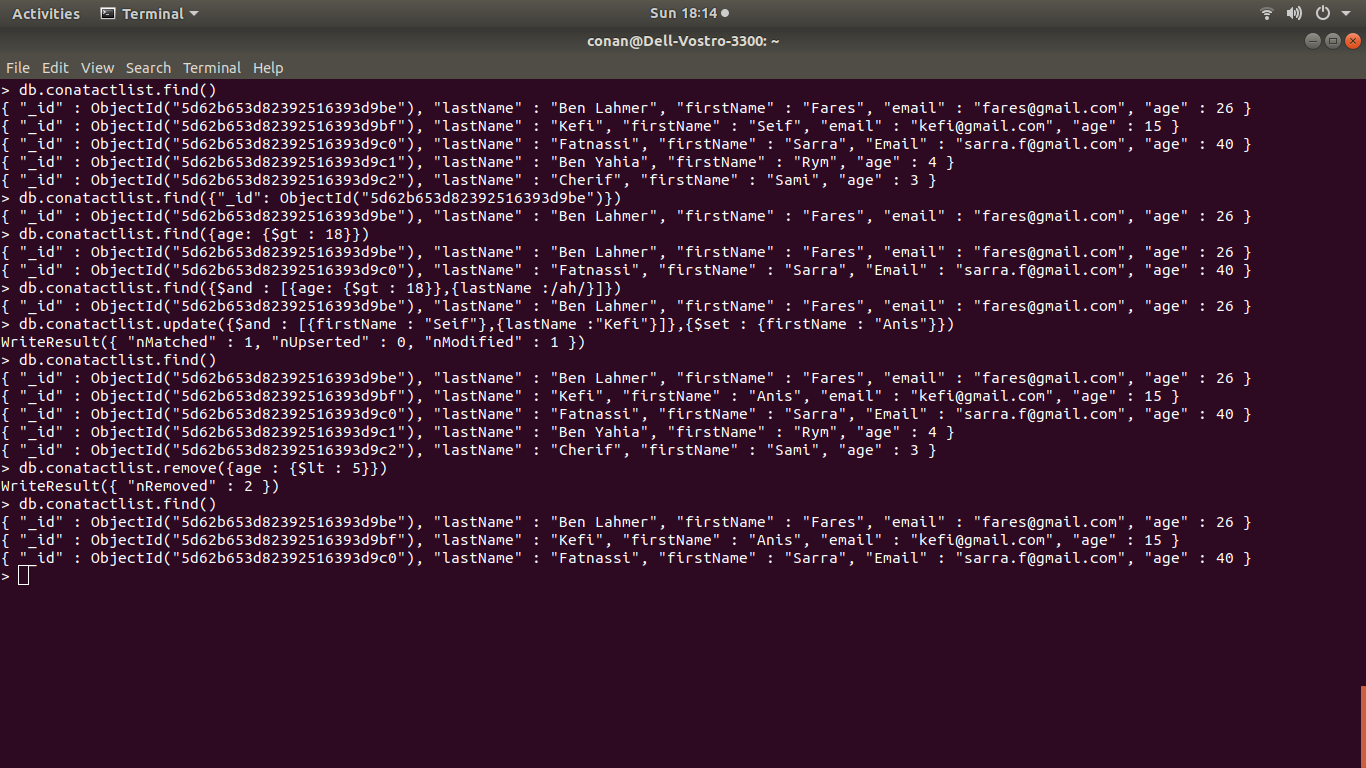 Activities Terminal Sun 18:14
conan@Dell-Vostro-3300: ~
File Edit View Search Terminal Help
> db.conatactlist.find()
{ "_id" : ObjectId("5d62b653d82392516393d9be"), "lastName" : "Ben Lahmer", "firstName" : "Fares", "email" : "fares@gmail.com", "age" : 26 }
{ "_id" : ObjectId("5d62b653d82392516393d9bf"), "lastName" : "Kefi", "firstName" : "Seif", "email" : "kefi@gmail.com", "age" : 15 }
{ "_id" : ObjectId("5d62b653d82392516393d9c0"), "lastName" : "Fatnassi", "firstName" : "Sarra", "Email" : "sarra.f@gmail.com", "age" : 40 }
{ "_id" : ObjectId("5d62b653d82392516393d9c1"), "lastName" : "Ben Yahia", "firstName" : "Rym", "age" : 4 }
{ "_id" : ObjectId("5d62b653d82392516393d9c2"), "lastName" : "Cherif", "firstName" : "Sami", "age" : 3 }
> db.conatactlist.find({"_id": ObjectId("5d62b653d82392516393d9be")})
{ "_id" : ObjectId("5d62b653d82392516393d9be"), "lastName" : "Ben Lahmer", "firstName" : "Fares", "email" : "fares@gmail.com", "age" : 26 }
> db.conatactlist.find({age: {$gt : 18}})
{ "_id" : ObjectId("5d62b653d82392516393d9be"), "lastName" : "Ben Lahmer", "firstName" : "Fares", "email" : "fares@gmail.com", "age" : 26 }
{ "_id" : ObjectId("5d62b653d82392516393d9c0"), "lastName" : "Fatnassi", "firstName" : "Sarra", "Email" : "sarra.f@gmail.com", "age" : 40 }
> db.conatactlist.find({$and : [{age: {$gt : 18}},{lastName :/ah/}]})
{ "_id" : ObjectId("5d62b653d82392516393d9be"), "lastName" : "Ben Lahmer", "firstName" : "Fares", "email" : "fares@gmail.com", "age" : 26 }
> db.conatactlist.update({$and : [{firstName : "Seif"},{lastName :"Kefi"}]},{$set : {firstName : "Anis"}})
WriteResult({ "nMatched" : 1, "nUpserted" : 0, "nModified" : 1 })
> db.conatactlist.find()
{ "_id" : ObjectId("5d62b653d82392516393d9be"), "lastName" : "Ben Lahmer", "firstName" : "Fares", "email" : "fares@gmail.com", "age" : 26 }
{ "_id" : ObjectId("5d62b653d82392516393d9bf"), "lastName" : "Kefi", "firstName" : "Anis", "email" : "kefi@gmail.com", "age" : 15 }
{ "_id" : ObjectId("5d62b653d82392516393d9c0"), "lastName" : "Fatnassi", "firstName" : "Sarra", "Email" : "sarra.f@gmail.com", "age" : 40 }
{ "_id" : ObjectId("5d62b653d82392516393d9c1"), "lastName" : "Ben Yahia", "firstName" : "Rym", "age" : 4 }
{ "_id" : ObjectId("5d62b653d82392516393d9c2"), "lastName" : "Cherif", "firstName" : "Sami", "age" : 3 }
> db.conatactlist.remove({age : {$lt : 5}})
WriteResult({ "nRemoved" : 2 })
> db.conatactlist.find()
{ "_id" : ObjectId("5d62b653d82392516393d9be"), "lastName" : "Ben Lahmer", "firstName" : "Fares", "email" : "fares@gmail.com", "age" : 26 }
{ "_id" : ObjectId("5d62b653d82392516393d9bf"), "lastName" : "Kefi", "firstName" : "Anis", "email" : "kefi@gmail.com", "age" : 15 }
{ "_id" : ObjectId("5d62b653d82392516393d9c0"), "lastName" : "Fatnassi", "firstName" : "Sarra", "Email" : "sarra.f@gmail.com", "age" : 40 }
>